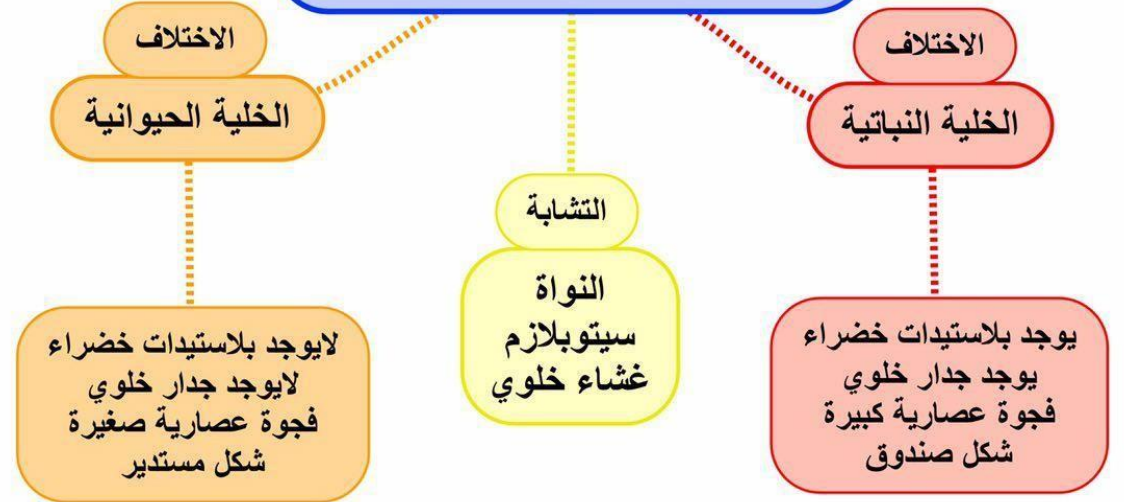 الاختلاف
الخلية النباتية
يوجد بلاستيدات خضراء
يوجد جدار خلوي
فجوة عصارية كبيرة
شكل صندوق
التشابة
النواة
سيتوبلازم
غشاء خلوي
الاختلاف
الخلية الحيوانية
لايوجد بلاستيدات خضراء
لايوجد جدار خلوي
فجوة عصارية صغيرة
شكل مستدير